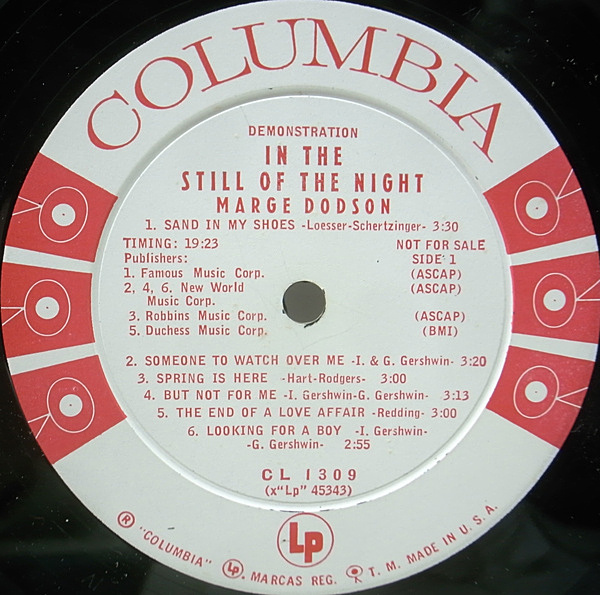 COLUMBIA
DEMONSTRATION
IN THE
STILL OF THE NIGHT
MARGE DODSON
1. SAND IN MY SHOES -Loesser-Schertzinger- 3:30
TIMING: 19:23 NOT FOR SALE
Publishers: SIDE 1
1. Famous Music Corp. (ASCAP)
2, 4, 6. New World (ASCAP)
Music Corp.
3. Robbins Music Corp. (ASCAP)
5. Duchess Music Corp. (BMI)
2. SOMEONE TO WATCH OVER ME -I. & G. Gershwin- 3:20
3. SPRING IS HERE -Hart-Rodgers- 3:00
4. BUT NOT FOR ME -I. Gershwin-G. Gershwin- 3:13
5. THE END OF A LOVE AFFAIR -Redding- 3:00
6. LOOKING FOR A BOY -I. Gershwin-
-G. Gershwin- 2:55
CL 1309
(x"Lp" 45343)
Lp
® "COLUMBIA" Lp. MARCAS REG. T. M. MADE IN U. S. A.